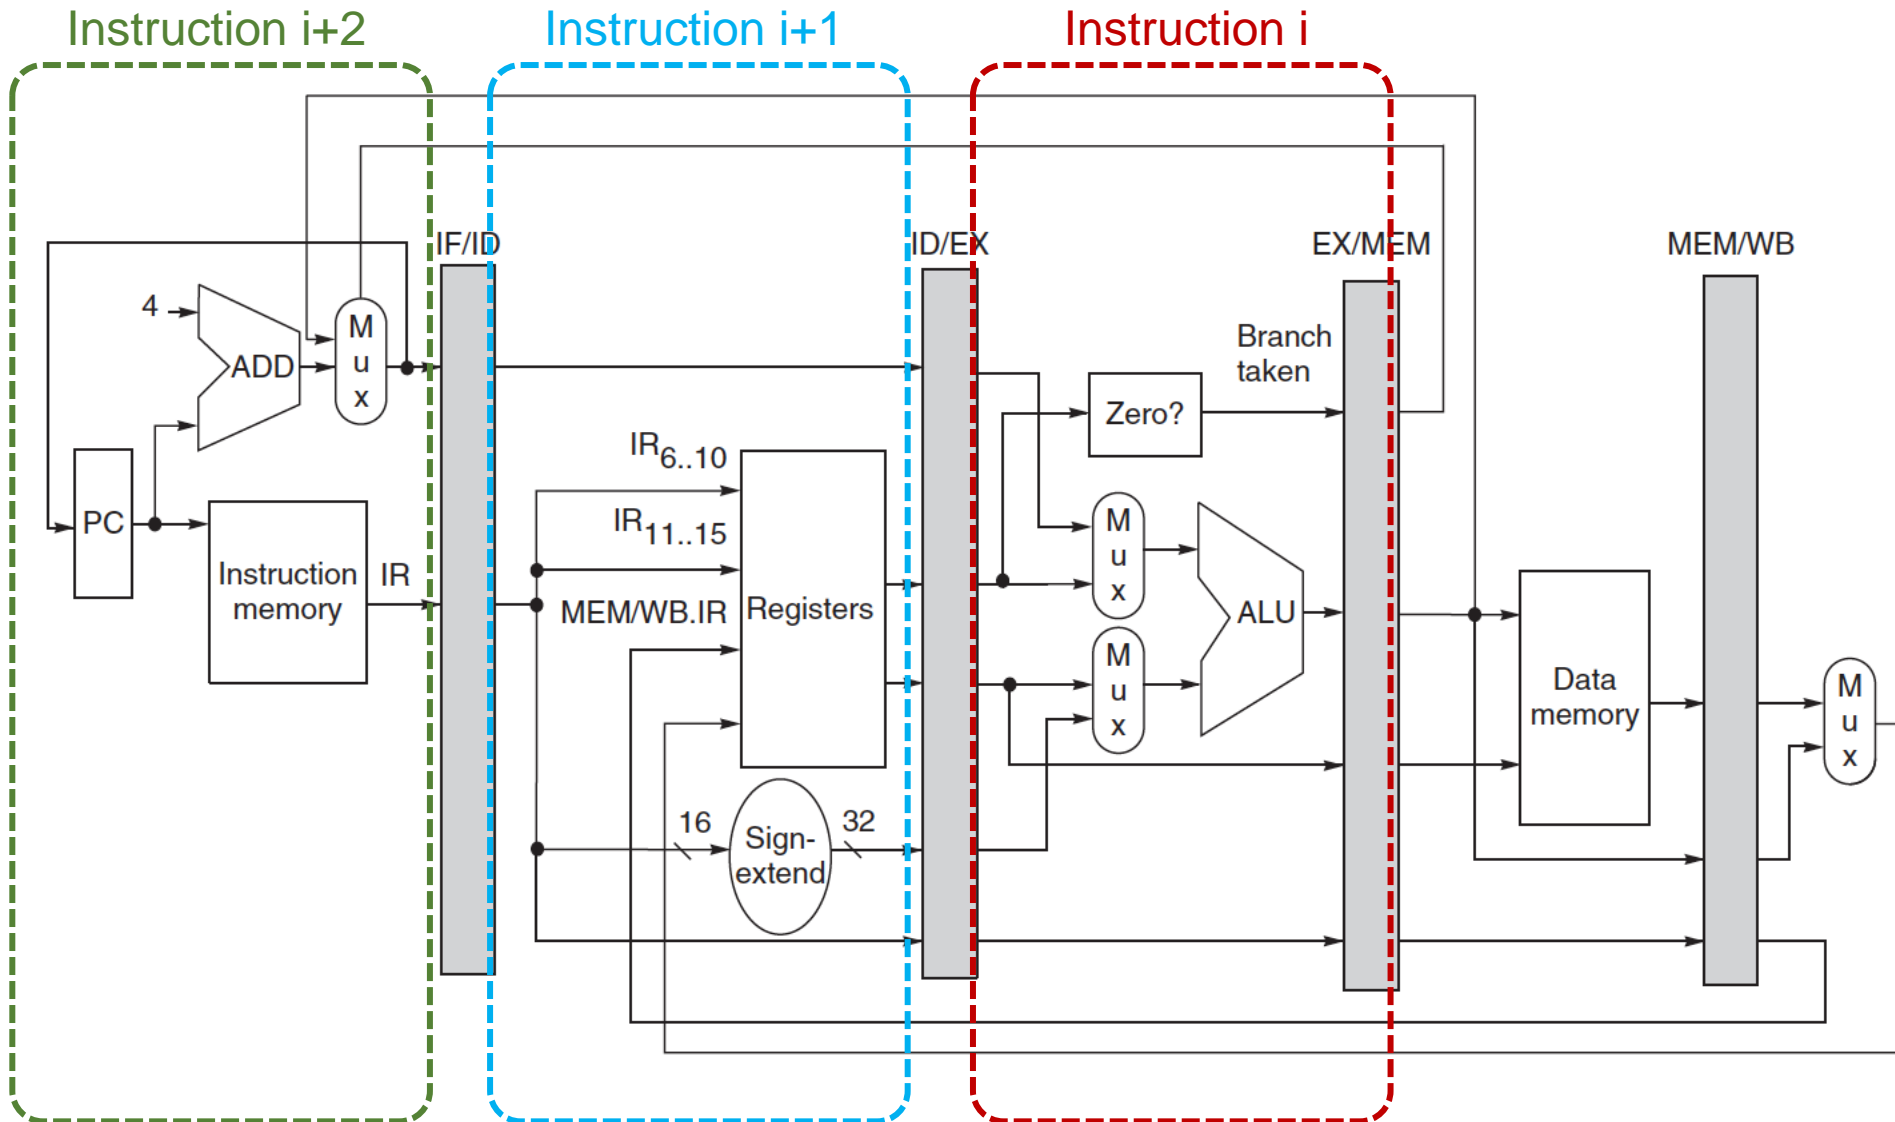 Instruction i+2
Instruction i+1
Instruction i
IF/ID
ID/EX
EX/MEM
MEM/WB
4
ADD
M
u
x
Branch
taken
Zero?
IR6..10
IR11..15
PC
Instruction
memory
IR
MEM/WB.IR
Registers
M
u
x
M
u
x
ALU
Data
memory
M
u
x
16
Sign-
extend
32